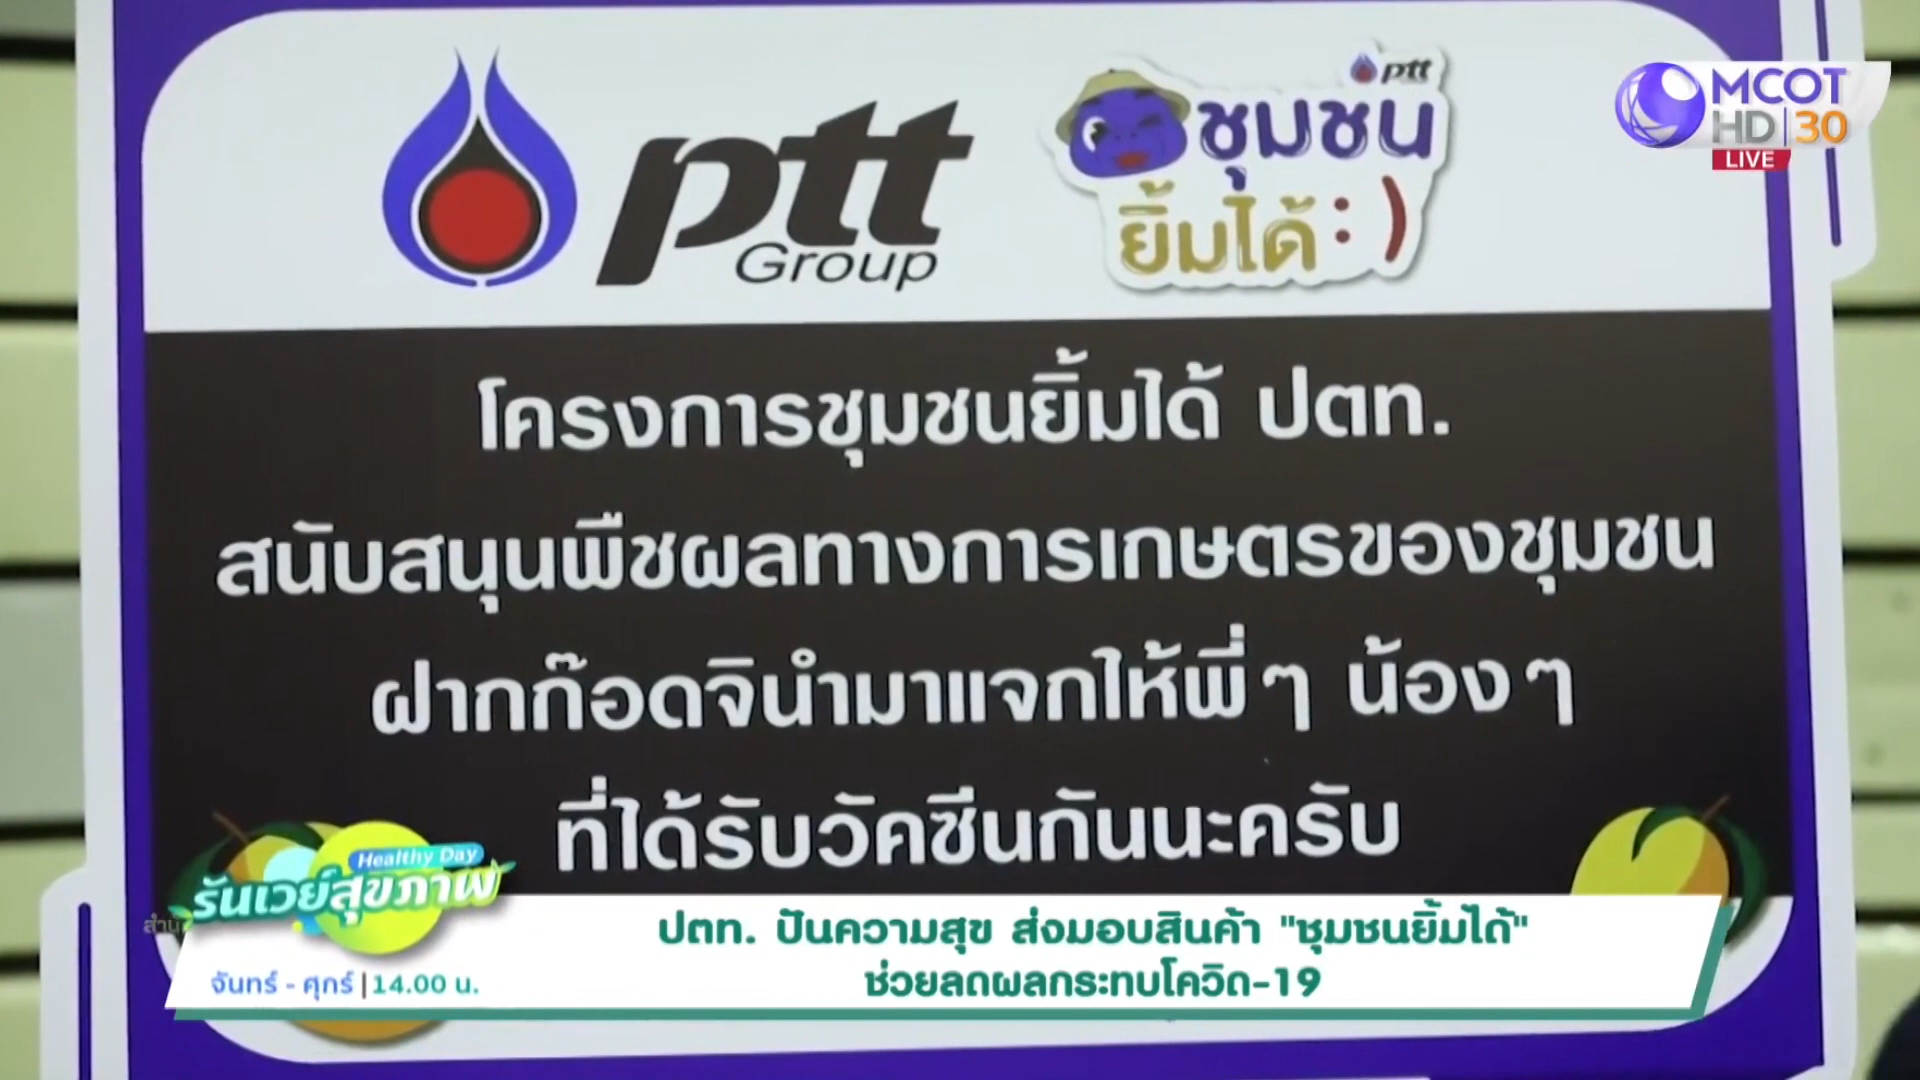 ptt
Group
ptt
ชุมชน
ยิ้มได้ :)
MCOT
HD 30
LIVE
โครงการชุมชนยิ้มได้ ปตท.
สนับสนุนพืชผลทางการเกษตรของชุมชน
ฝากก๊อดจินำมาแจกให้พี่ๆ น้องๆ
ที่ได้รับวัคซีนกันนะครับ
Healthy Day
รันเวย์สุขภาพ
จันทร์ - ศุกร์ | 14.00 น.
ปตท. ปันความสุข ส่งมอบสินค้า "ชุมชนยิ้มได้"
ช่วยลดผลกระทบโควิด-19